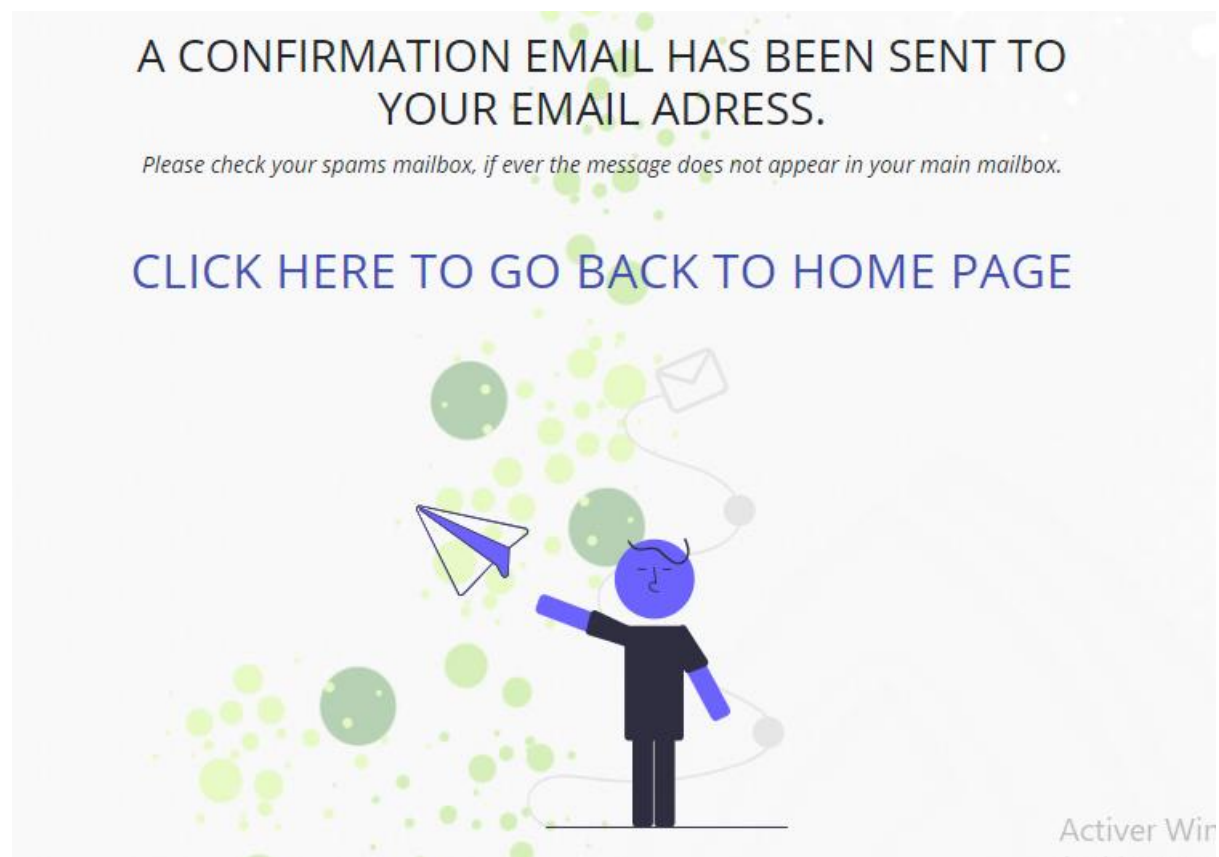 A CONFIRMATION EMAIL HAS BEEN SENT TO
YOUR EMAIL ADRESS.
Please check your spams mailbox, if ever the message does not appear in your main mailbox.
CLICK HERE TO GO BACK TO HOME PAGE
Activer Win